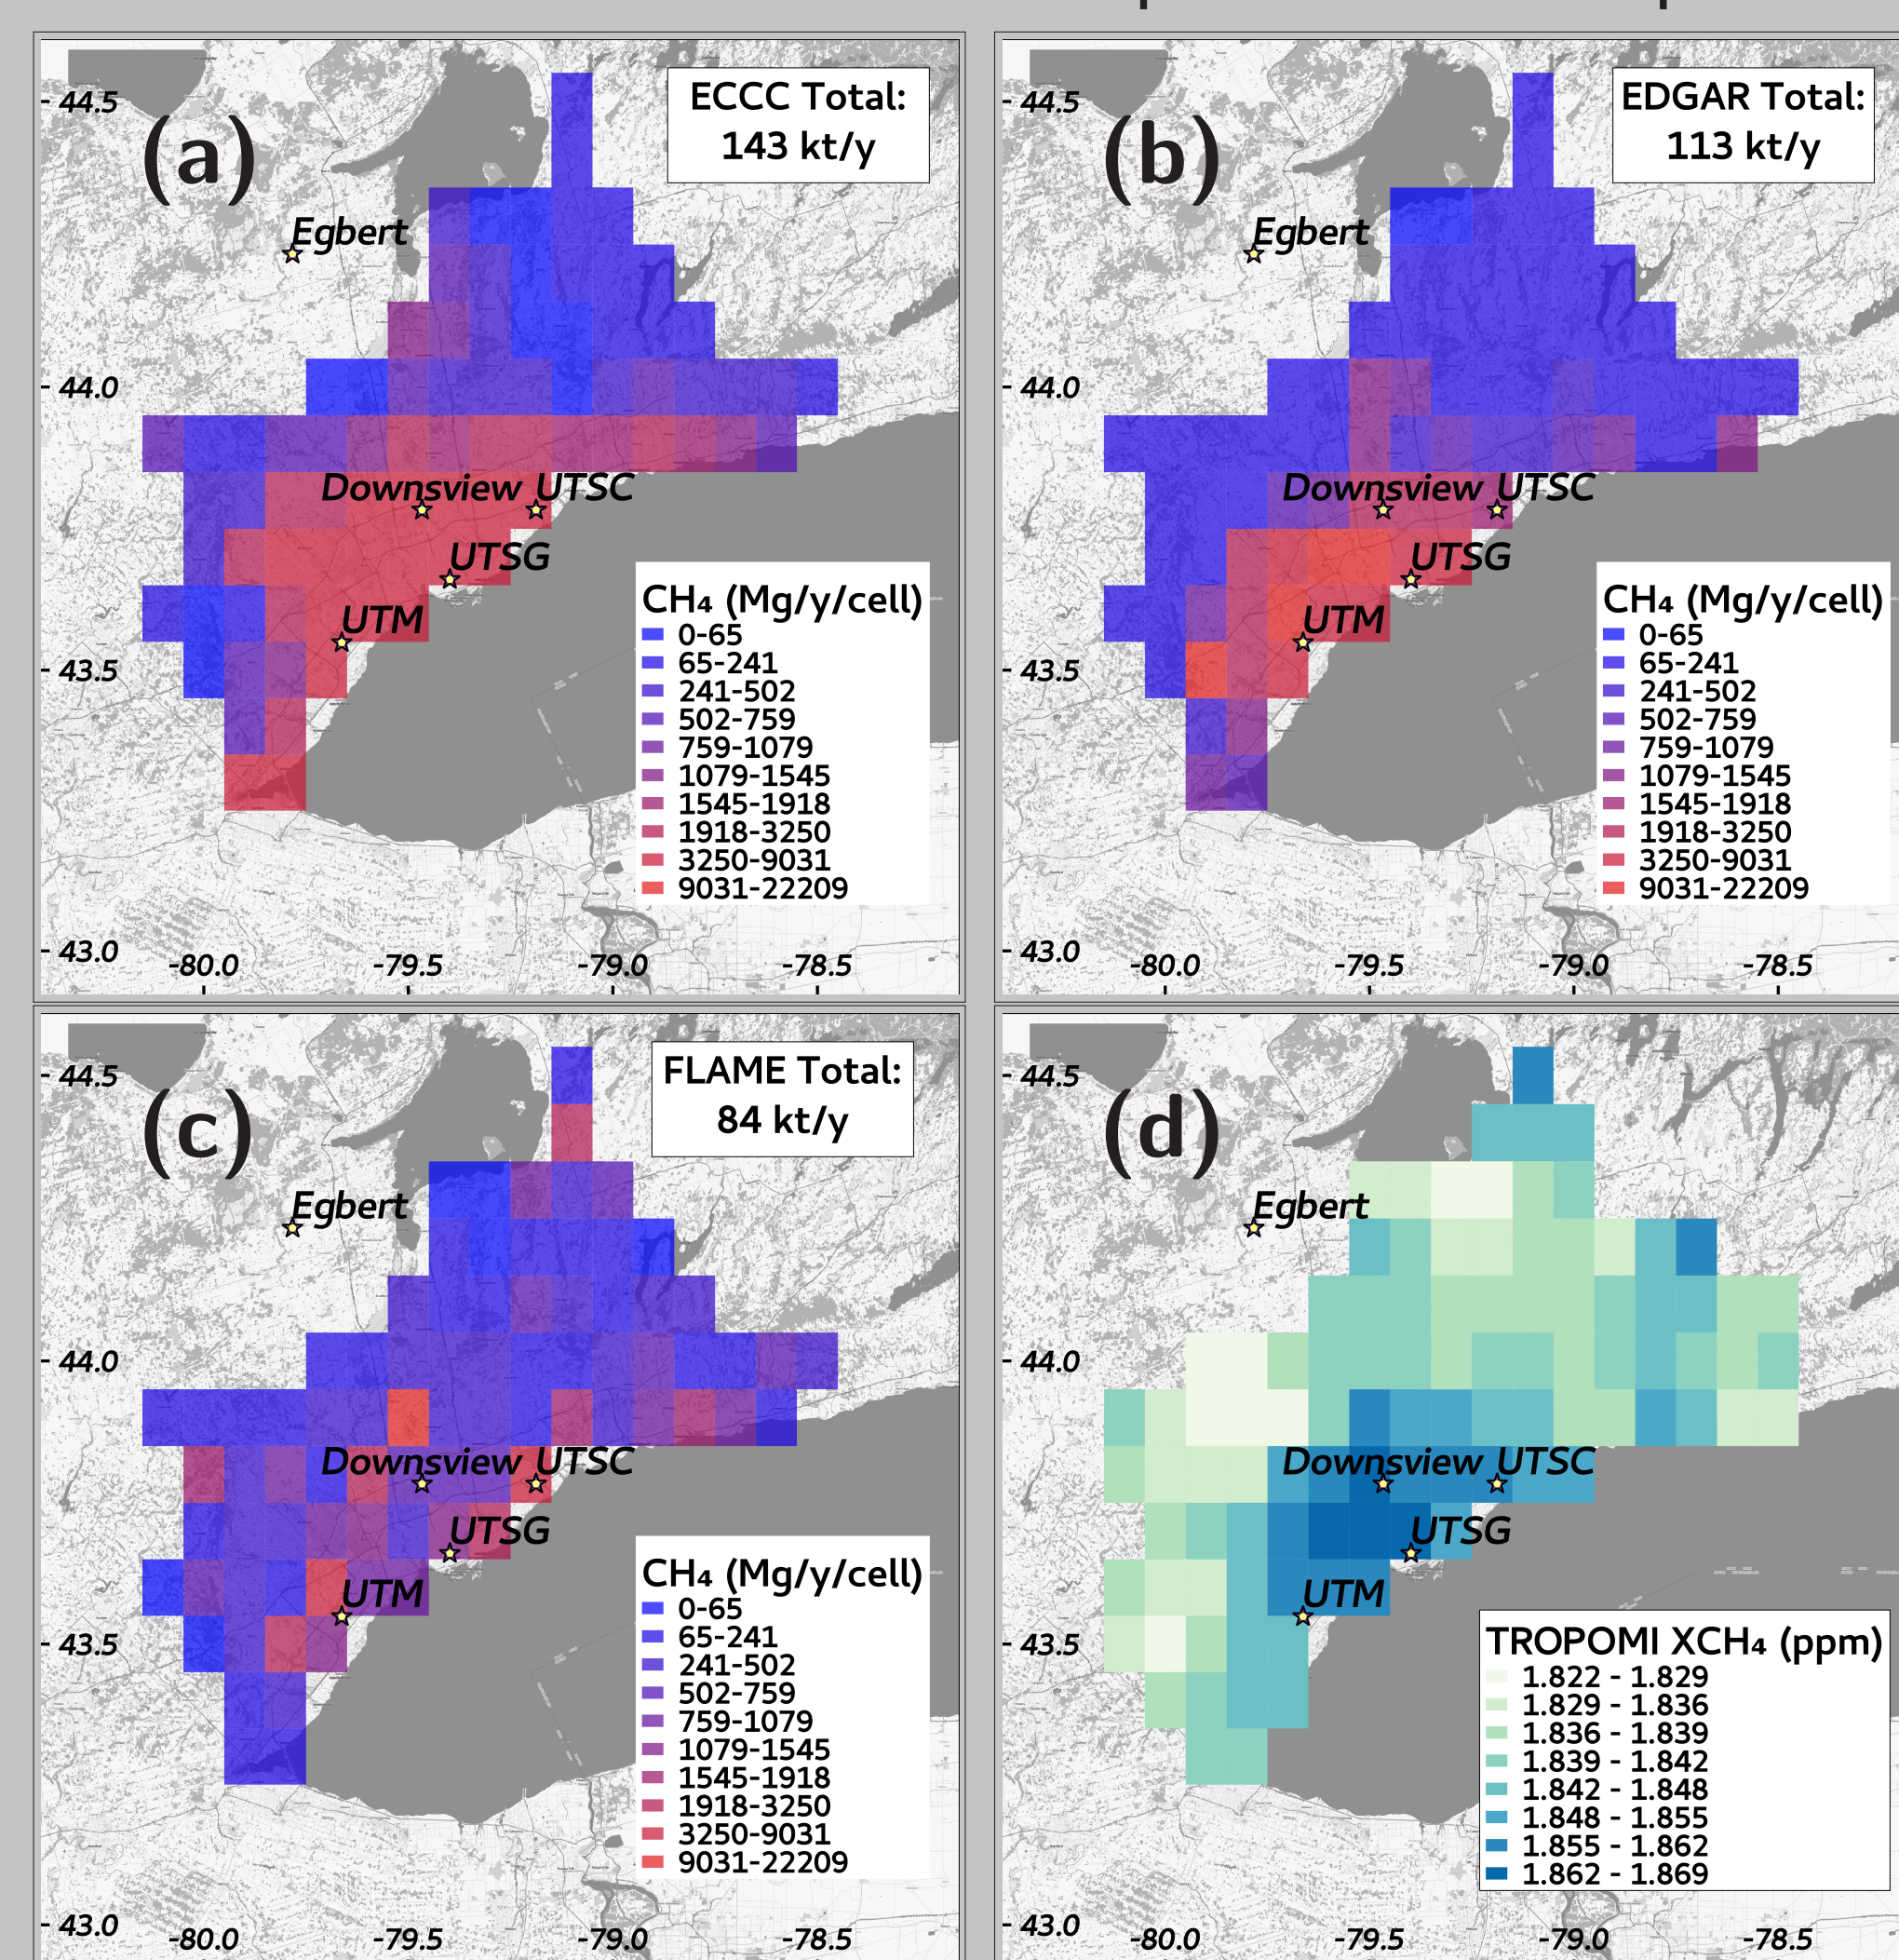 (a)
ECCC Total:
143 kt/y
44.5
Egbert
44.0
Downsview UTSC
UTSG
UTM
43.5
43.0
-80.0 -79.5 -79.0 -78.5
CH₄ (Mg/y/cell)
0-65
65-241
241-502
502-759
759-1079
1079-1545
1545-1918
1918-3250
3250-9031
9031-22209
(b)
EDGAR Total:
113 kt/y
44.5
Egbert
44.0
Downsview UTSC
UTSG
UTM
43.5
43.0
-80.0 -79.5 -79.0 -78.5
CH₄ (Mg/y/cell)
0-65
65-241
241-502
502-759
759-1079
1079-1545
1545-1918
1918-3250
3250-9031
9031-22209
(c)
FLAME Total:
84 kt/y
44.5
Egbert
44.0
Downsview UTSC
UTSG
UTM
43.5
43.0
-80.0 -79.5 -79.0 -78.5
CH₄ (Mg/y/cell)
0-65
65-241
241-502
502-759
759-1079
1079-1545
1545-1918
1918-3250
3250-9031
9031-22209
(d)
44.5
Egbert
44.0
Downsview UTSC
UTSG
UTM
43.5
43.0
-80.0 -79.5 -79.0 -78.5
TROPOMI XCH₄ (ppm)
1.822 - 1.829
1.829 - 1.836
1.836 - 1.839
1.839 - 1.842
1.842 - 1.848
1.848 - 1.855
1.855 - 1.862
1.862 - 1.869